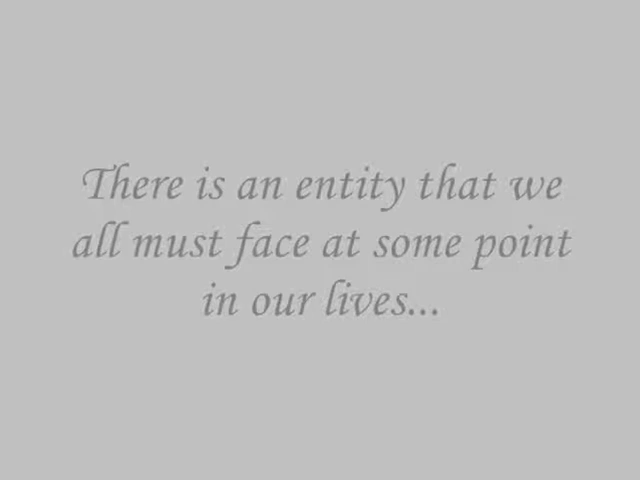 There is an entity that we
all must face at some point
in our lives...